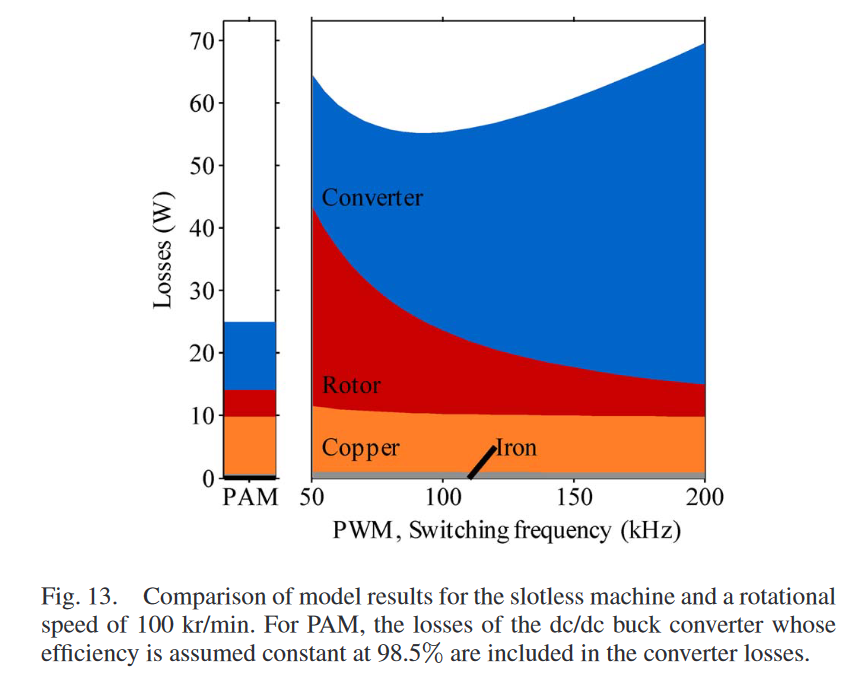 70
60
50
40
30
20
10
0
Losses (W)
Converter
Rotor
Copper
Iron
PAM
50
100
150
200
PWM, Switching frequency (kHz)
Fig. 13. Comparison of model results for the slotless machine and a rotational
speed of 100 kr/min. For PAM, the losses of the dc/dc buck converter whose
efficiency is assumed constant at 98.5% are included in the converter losses.